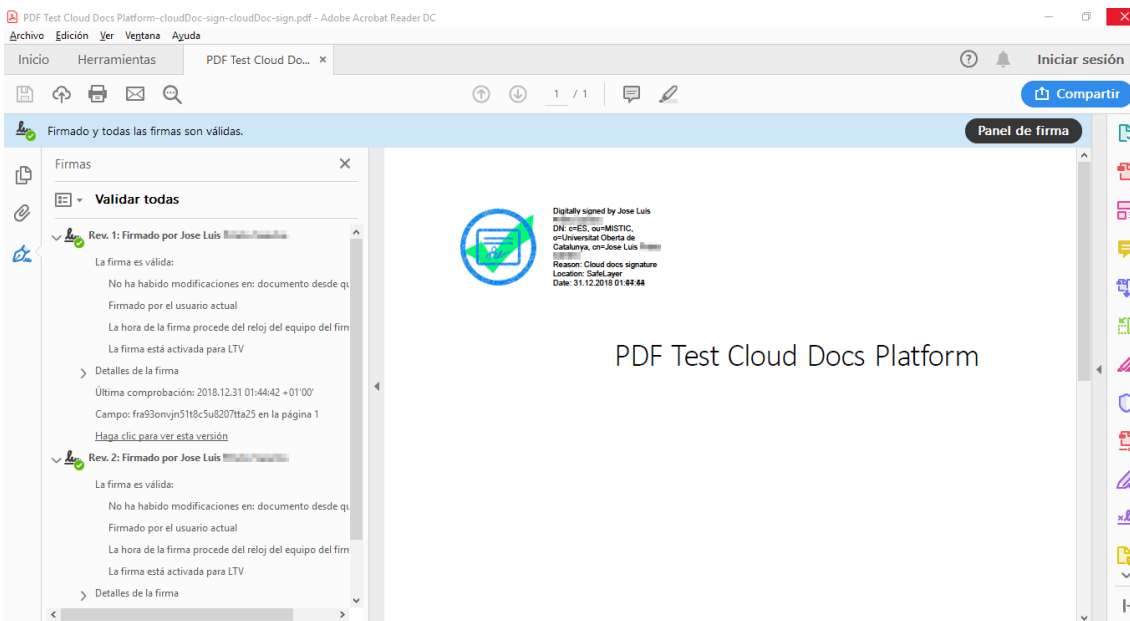 PDF Test Cloud Docs Platform-cloudDoc-sign-cloudDoc-sign.pdf - Adobe Acrobat Reader DC
Archivo Edición Ver Ventana Ayuda
Inicio Herramientas PDF Test Cloud Do... × Iniciar sesión
1 / 1 Compartir
Firmado y todas las firmas son válidas. Panel de firma
Firmas
Validar todas
Rev. 1: Firmado por Jose Luis
La firma es válida:
No ha habido modificaciones en: documento desde qu
Firmado por el usuario actual
La hora de la firma procede del reloj del equipo del firm
La firma está activada para LTV
Detalles de la firma
Última comprobación: 2018.12.31 01:44:42 +01'00'
Campo: fra93onvjn51t8c5u8207tta25 en la página 1
Haga clic para ver esta versión
Rev. 2: Firmado por Jose Luis
La firma es válida:
No ha habido modificaciones en: documento desde qu
Firmado por el usuario actual
La hora de la firma procede del reloj del equipo del firm
La firma está activada para LTV
Detalles de la firma
Digitally signed by Jose Luis
DN: c=ES, ou=MISTIC,
o=Universitat Oberta de
Catalunya, cn=Jose Luis
Reason: Cloud docs signature
Location: SafeLayer
Date: 31.12.2018
PDF Test Cloud Docs Platform